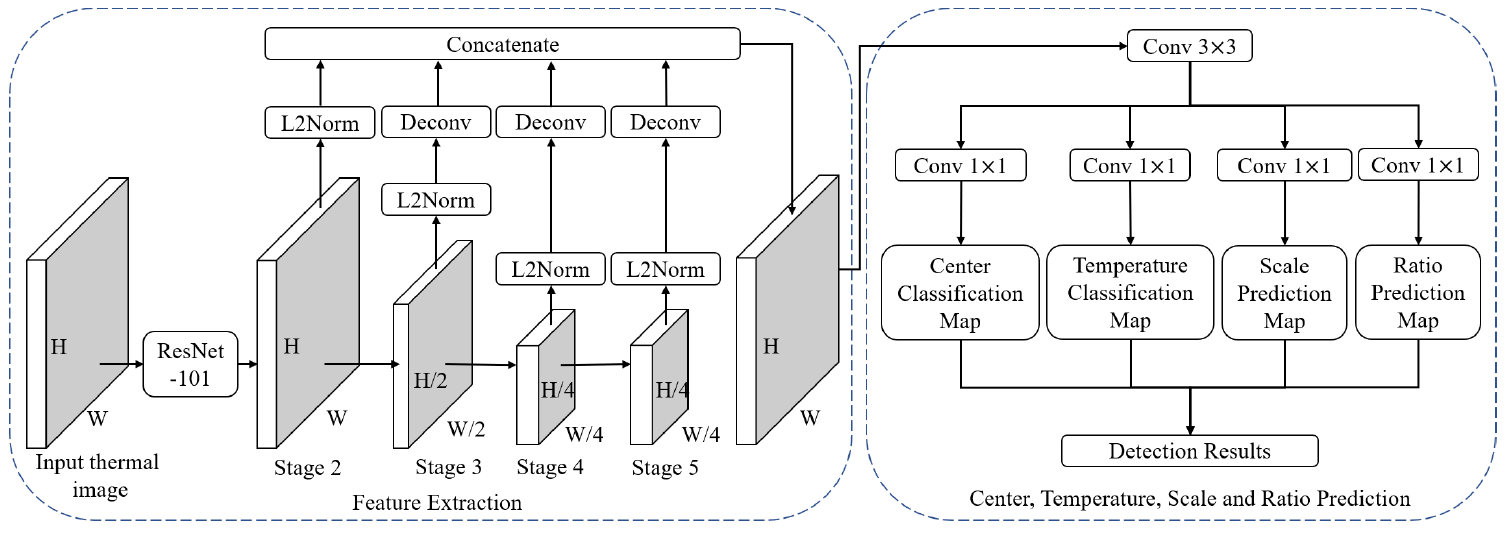 Concatenate
L2Norm
Deconv
Deconv
Deconv
L2Norm
L2Norm
L2Norm
H
W
ResNet
-101
H
W
H/2
W/2
H/4
W/4
H/4
W/4
H
W
Input thermal
image
Stage 2
Stage 3
Stage 4
Stage 5
Feature Extraction
Conv 3×3
Conv 1×1
Conv 1×1
Conv 1×1
Conv 1×1
Center
Classification
Map
Temperature
Classification
Map
Scale
Prediction
Map
Ratio
Prediction
Map
Detection Results
Center, Temperature, Scale and Ratio Prediction